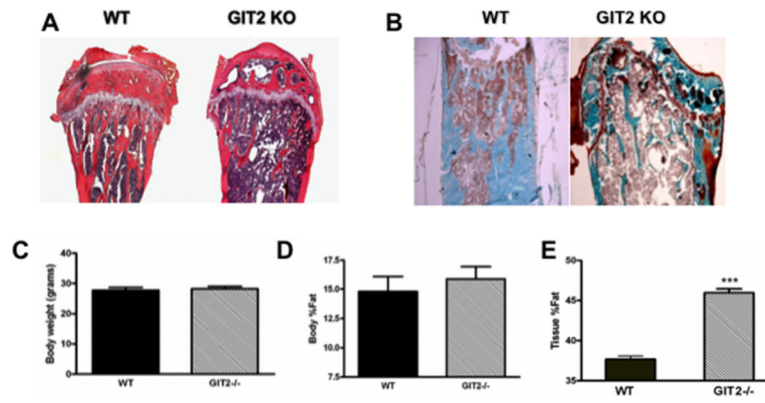 A WT GIT2 KO
B WT GIT2 KO
C
Body weight (grams)
40
30
20
10
0
WT GIT2-/-
D
Body %Fat
17.5
15.0
12.5
10.0
7.5
WT GIT2-/-
E
Tissue %Fat
45
40
35
***
WT GIT2-/-